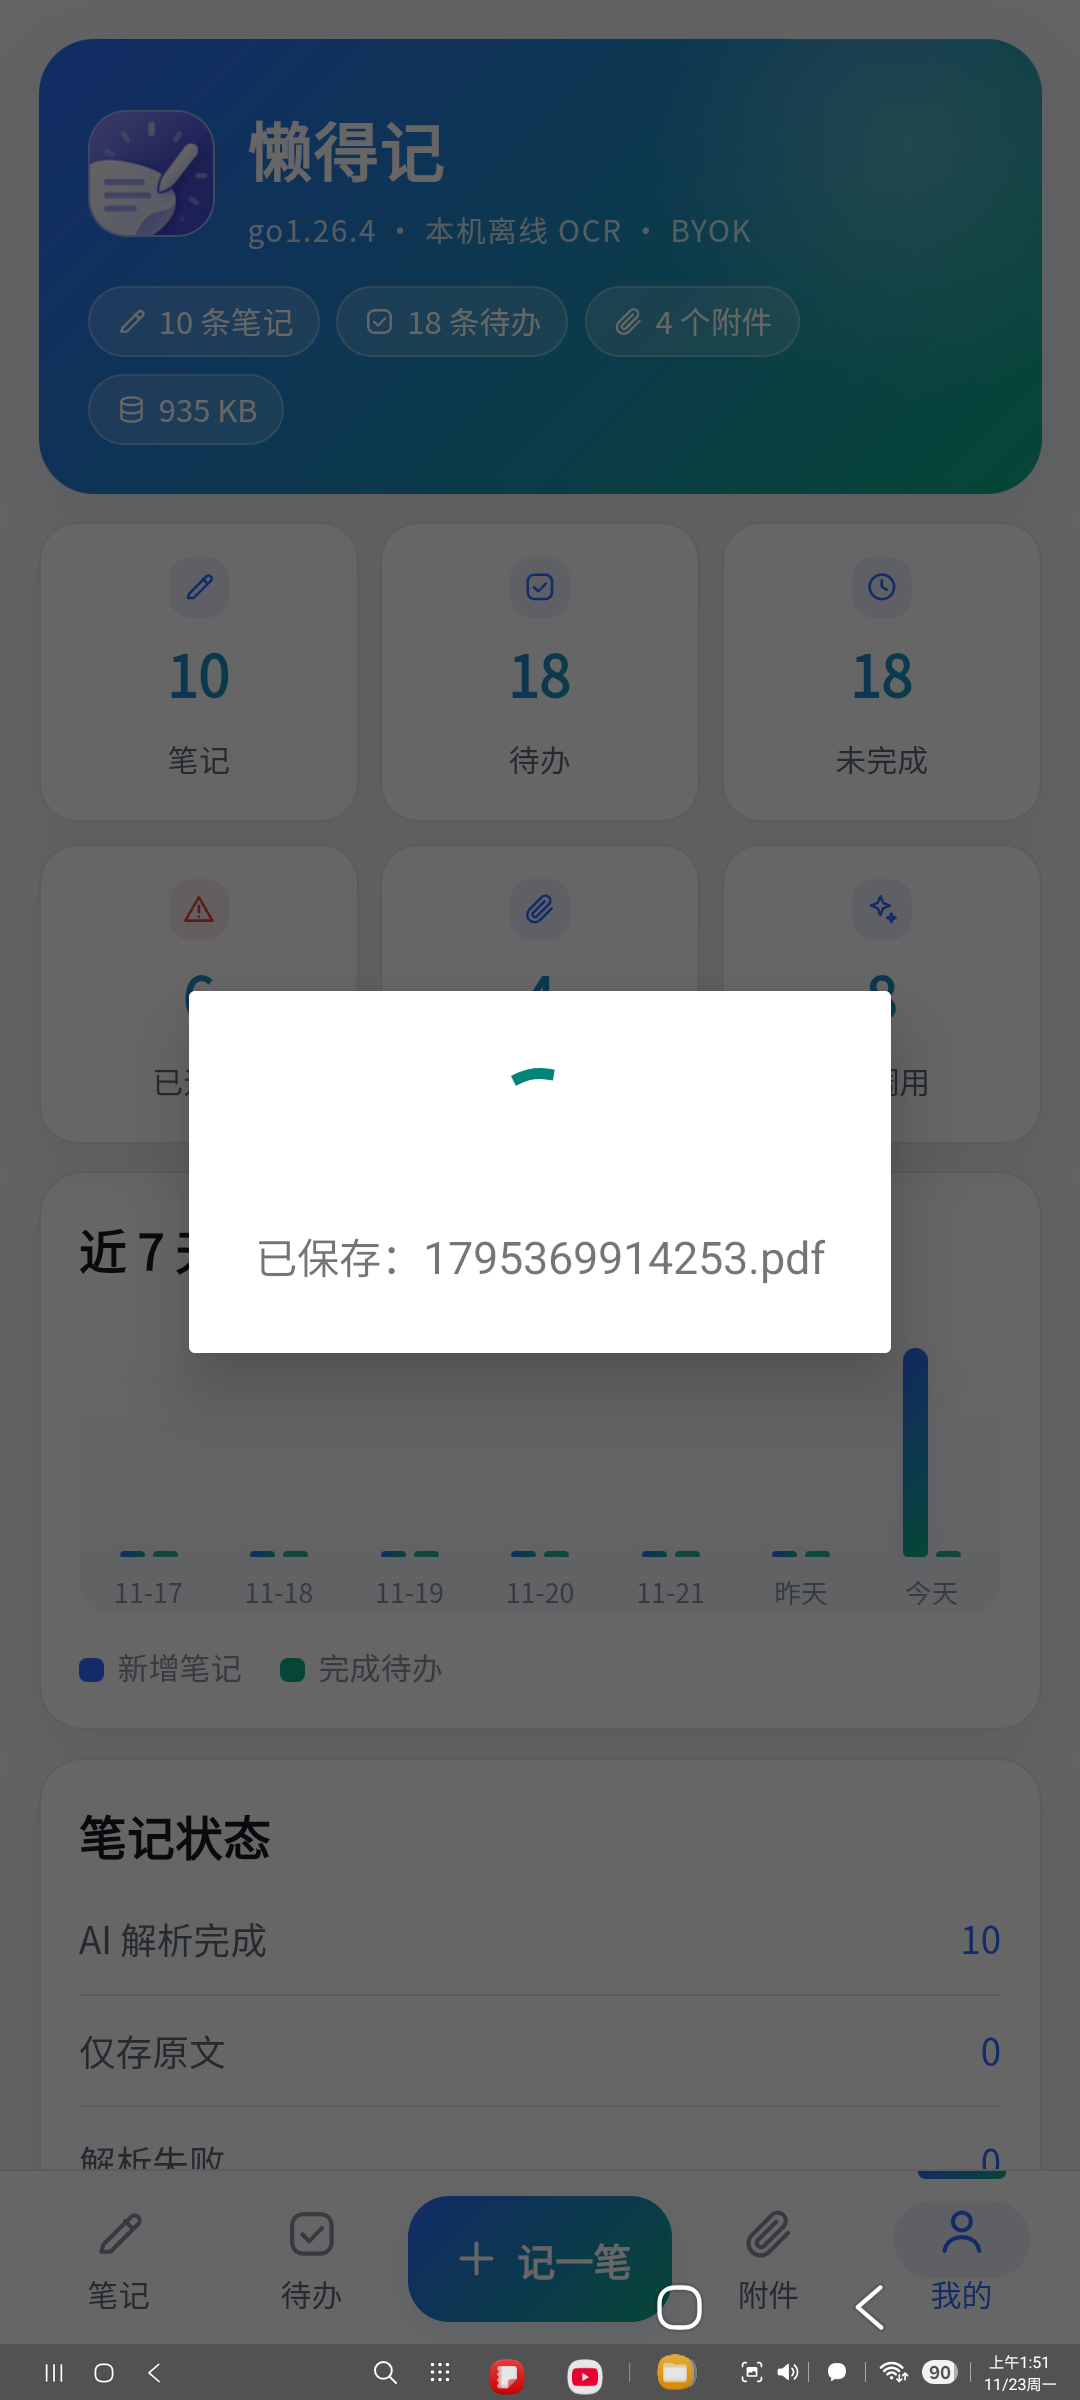 懒得记
go1.26.4 · 本机离线 OCR · BYOK
10 条笔记
18 条待办
4 个附件
935 KB
10
18
18
笔记
待办
未完成
已
用
近 7
已保存：1795369914253.pdf
11-17
11-18
11-19
11-20
11-21
昨天
今天
新增笔记
完成待办
笔记状态
AI 解析完成
10
仅存原文
0
解析失败
0
笔记
待办
记一笔
附件
我的
90
上午1:51
11/23周一